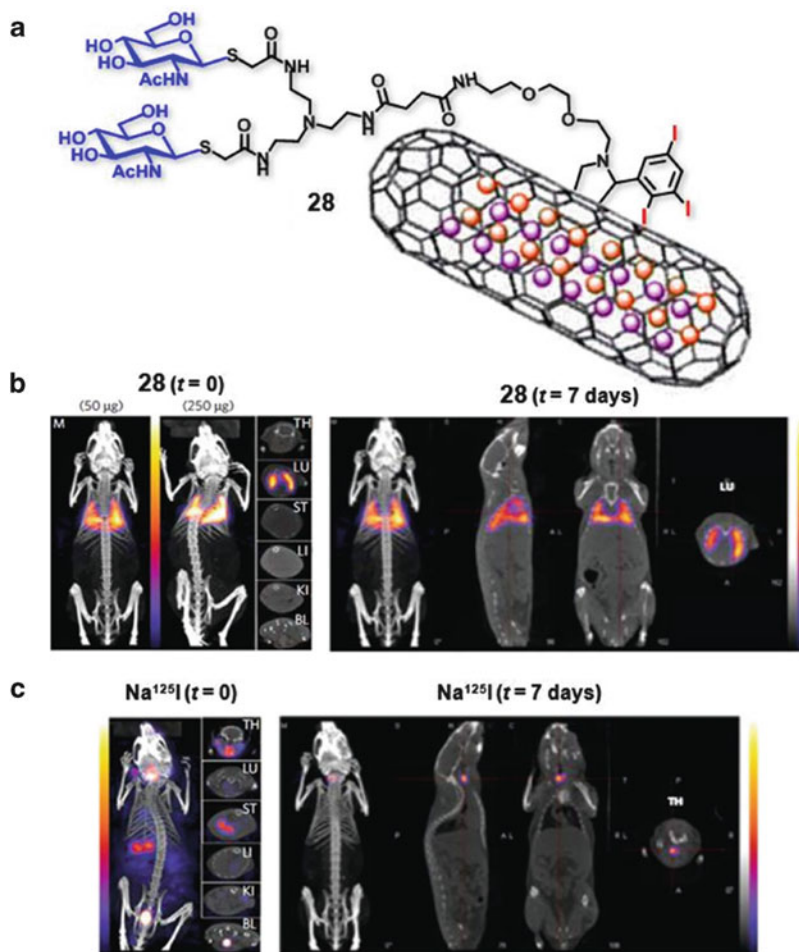 a
OH
HO
O
HO
AcHN
S
O
NH
OH
HO
O
HO
AcHN
S
O
N
H
N
N
H
O
O
H
N
O
O
N
I
I
I
28
b
28 (t = 0)
28 (t = 7 days)
(50 µg)
(250 µg)
M
TH
LU
ST
LI
KI
BL
LU
c
Na¹²⁵I (t = 0)
Na¹²⁵I (t = 7 days)
TH
LU
ST
LI
KI
BL
TH